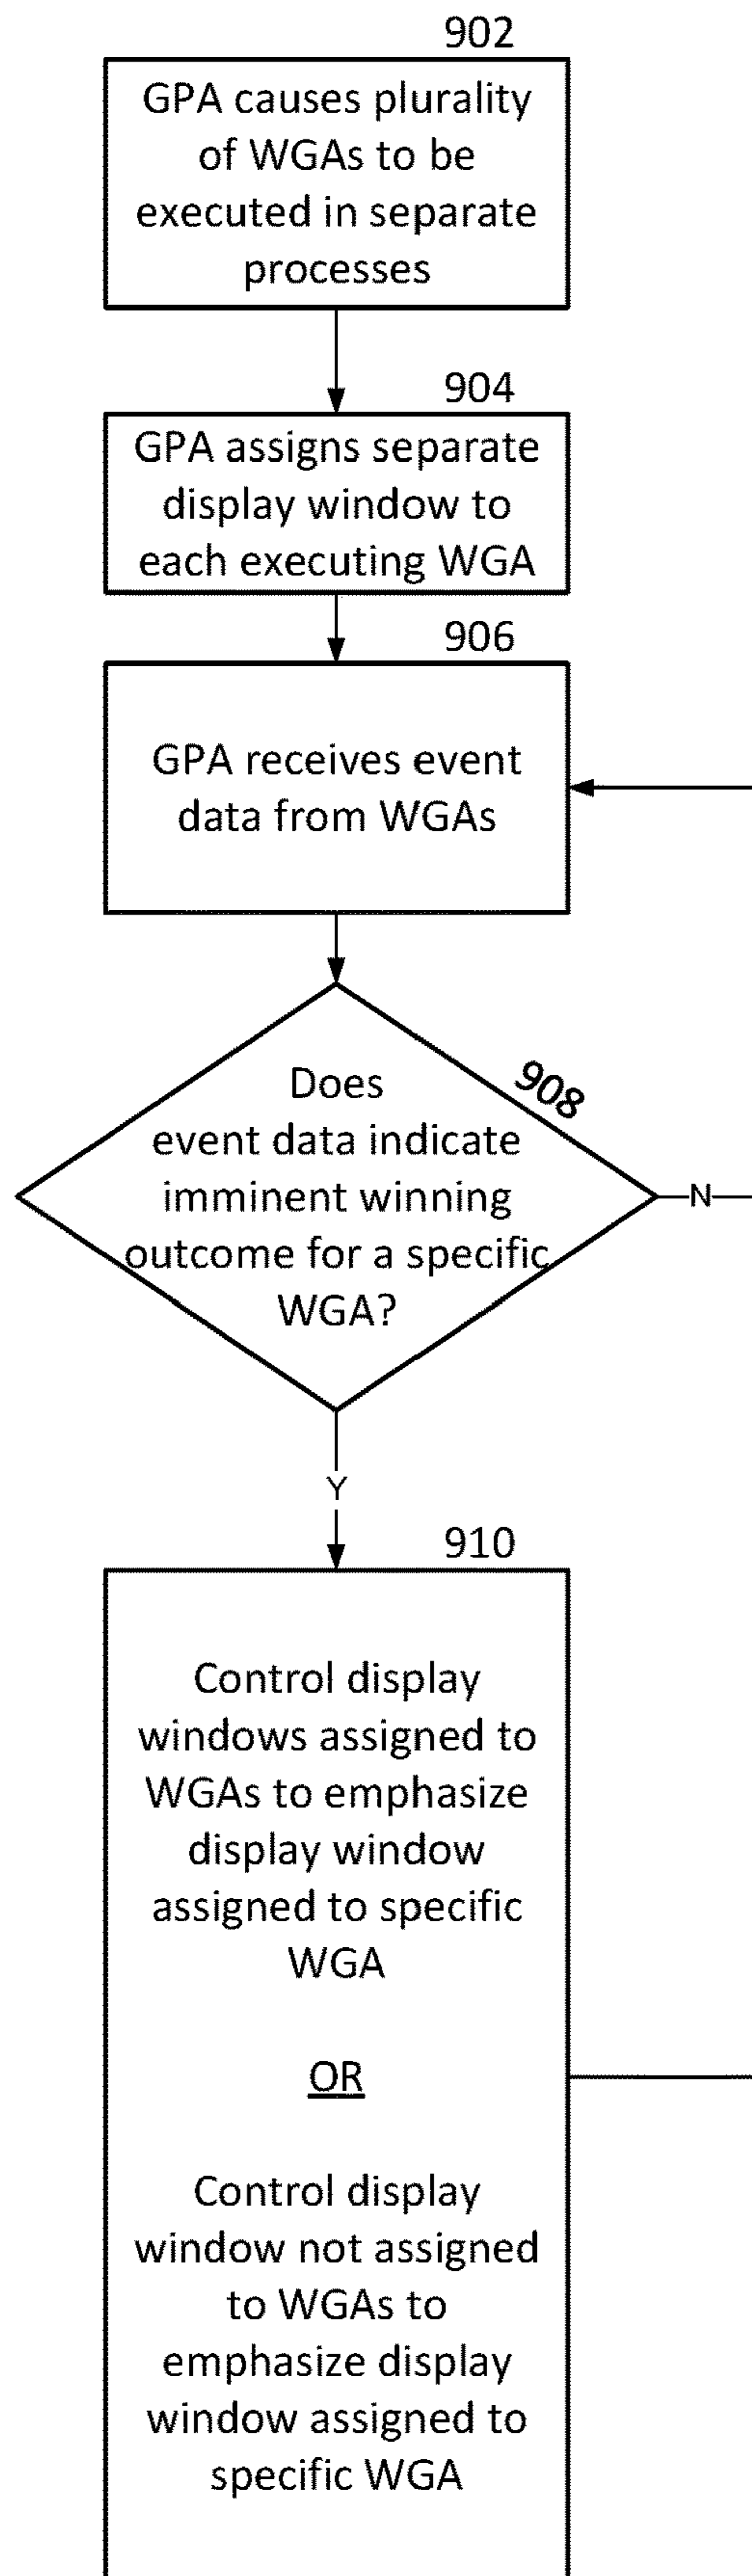 902
GPA causes plurality
of WGAs to be
executed in separate
processes
904
GPA assigns separate
display window to
each executing WGA
906
GPA receives event
data from WGAs
908
Does
event data indicate
imminent winning
outcome for a specific
WGA?
N
Y
910
Control display
windows assigned to
WGAs to emphasize
display window
assigned to specific
WGA
OR
Control display
window not assigned
to WGAs to
emphasize display
window assigned to
specific WGA